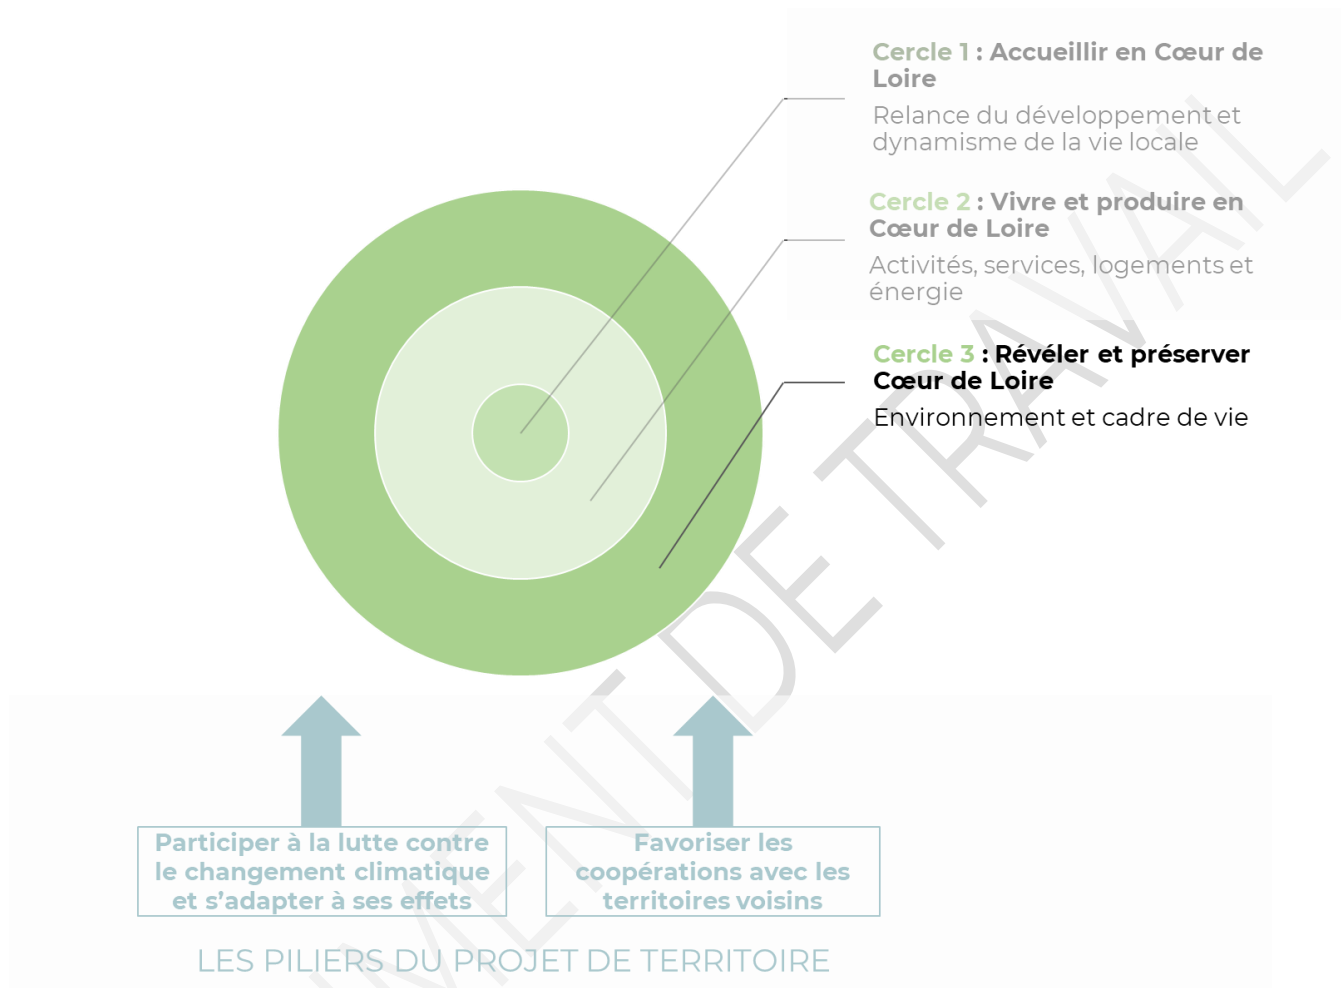 Cercle 1 : Accueillir en Cœur de
Loire
Relance du développement et
dynamisme de la vie locale
Cercle 2 : Vivre et produire en
Cœur de Loire
Activités, services, logements et
énergie
Cercle 3 : Révéler et préserver
Cœur de Loire
Environnement et cadre de vie
MENT DE TRAVAIL
Participer à la lutte contre
le changement climatique
et s’adapter à ses effets
Favoriser les
coopérations avec les
territoires voisins
LES PILIERS DU PROJET DE TERRITOIRE